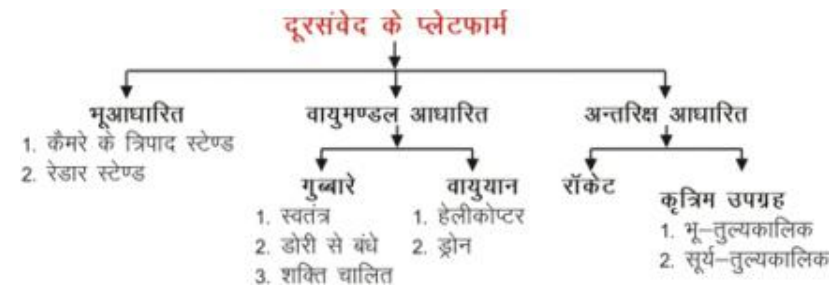 दूरसंवेद के प्लेटफार्म
भूआधारित
1. कैमरे के त्रिपाद स्टेण्ड
2. रेडार स्टेण्ड
वायुमण्डल आधारित
गुब्बारे
1. स्वतंत्र
2. डोरी से बंधे
3. शक्ति चालित
वायुयान
1. हेलीकोप्टर
2. ड्रोन
अन्तरिक्ष आधारित
रॉकेट
कृत्रिम उपग्रह
1. भू–तुल्यकालिक
2. सूर्य–तुल्यकालिक